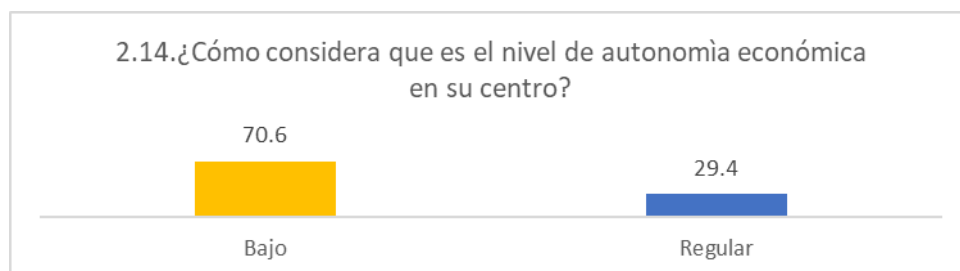 2.14.¿Cómo considera que es el nivel de autonomìa económica
en su centro?
70.6
29.4
Bajo
Regular